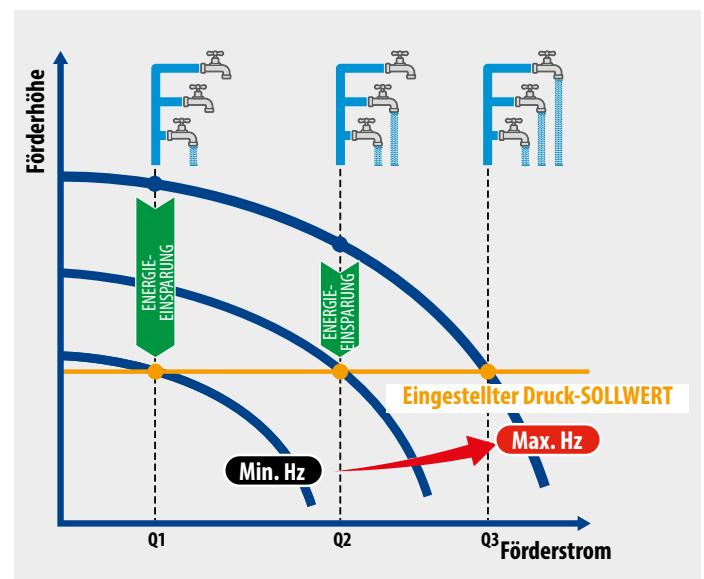 Förderhöhe
ENERGIE-
EINSPARUNG
ENERGIE-
EINSPARUNG
Eingestellter Druck-SOLLWERT
Max. Hz
Min. Hz
Q1
Q2
Q3
Förderstrom